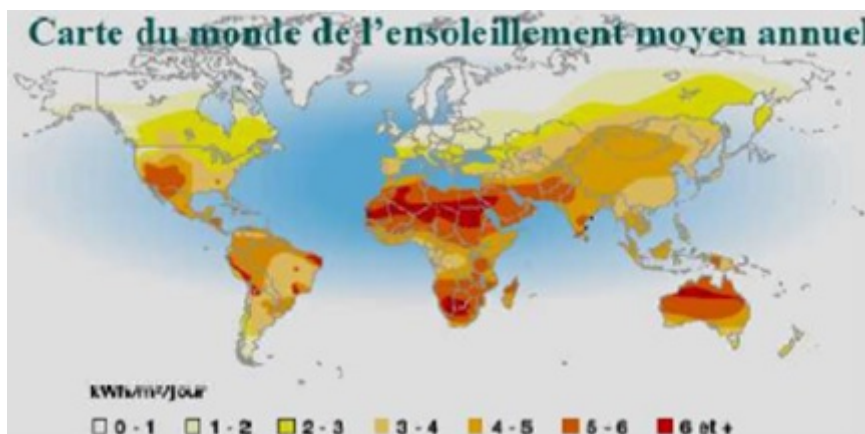 Carte du monde de l'ensoleillement moyen annuel
kWh/m²/jour
0 - 1 1 - 2 2 - 3 3 - 4 4 - 5 5 - 6 6 et +